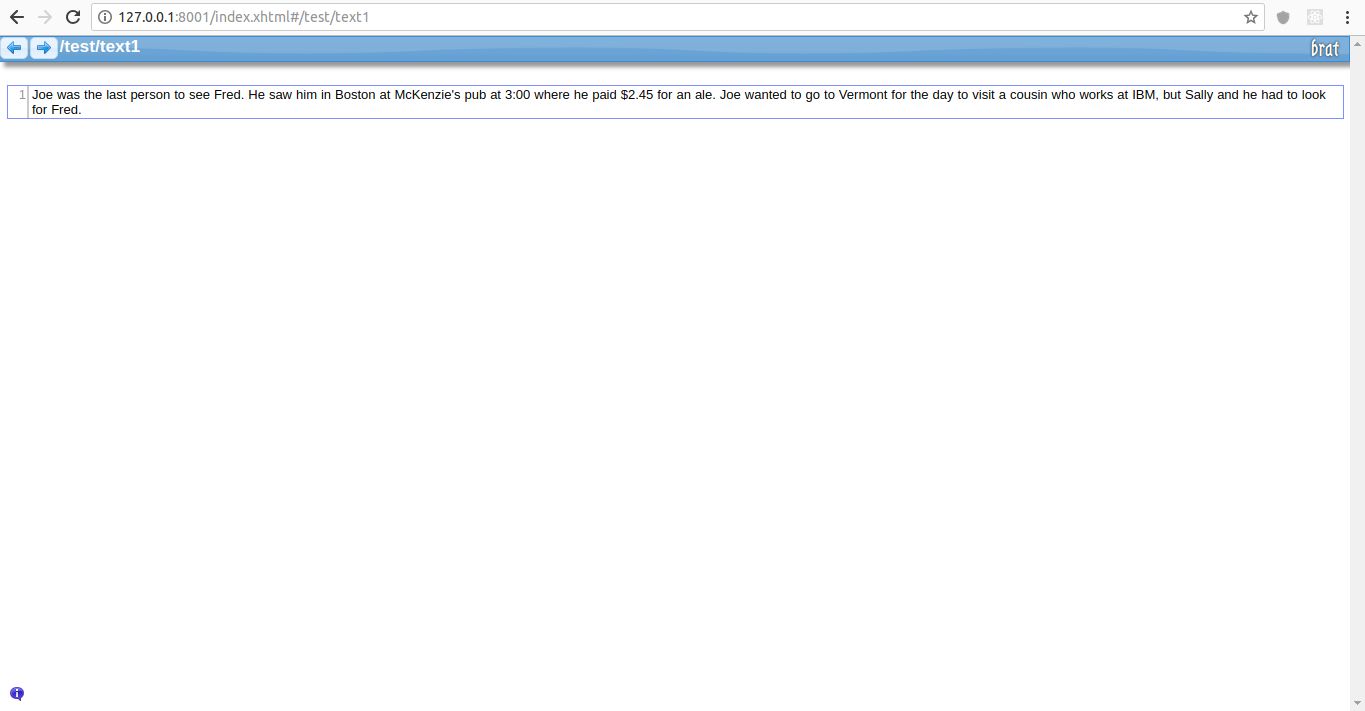 127.0.0.1:8001/index.xhtml#/test/text1
/test/text1
brat
1 Joe was the last person to see Fred. He saw him in Boston at McKenzie's pub at 3:00 where he paid $2.45 for an ale. Joe wanted to go to Vermont for the day to visit a cousin who works at IBM, but Sally and he had to look
for Fred.